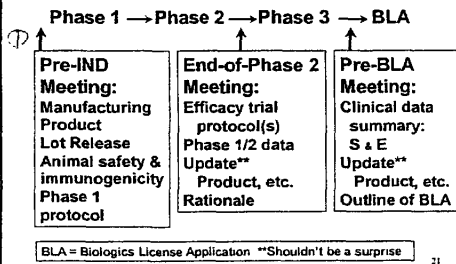 Phase 1 → Phase 2 → Phase 3 → BLA
①
Pre-IND
Meeting:
Manufacturing
Product
Lot Release
Animal safety &
immunogenicity
Phase 1
protocol
End-of-Phase 2
Meeting:
Efficacy trial
protocol(s)
Phase 1/2 data
Update**
Product, etc.
Rationale
Pre-BLA
Meeting:
Clinical data
summary:
S & E
Update**
Product, etc.
Outline of BLA
BLA = Biologics License Application **Shouldn't be a surprise
21